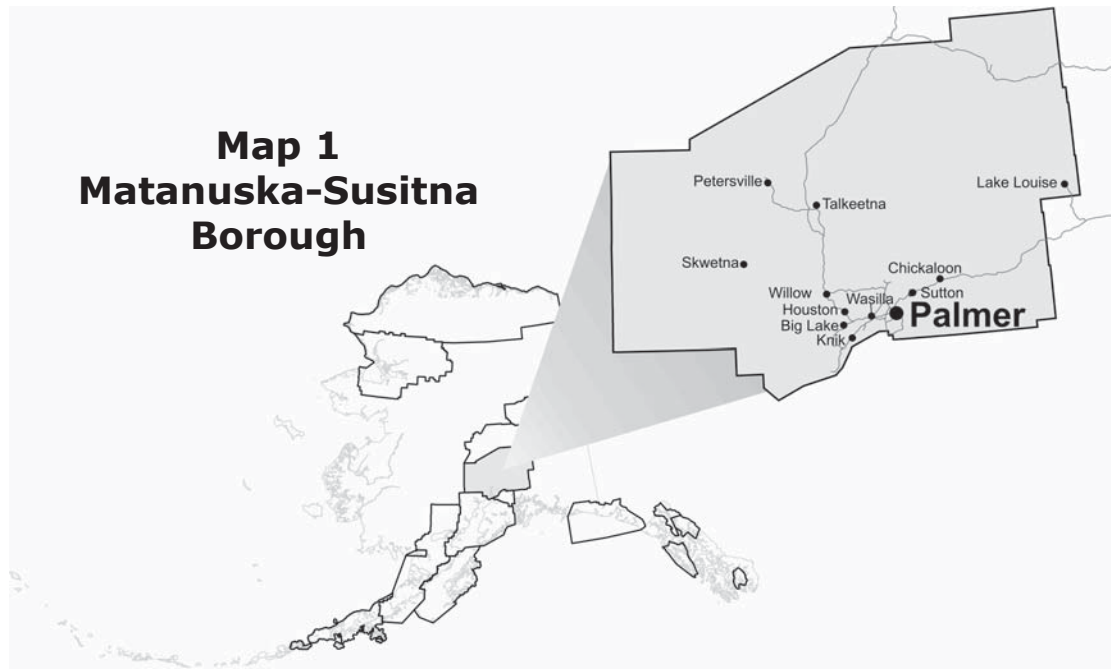 Map 1
Matanuska-Susitna
Borough
Petersville
Lake Louise
Talkeetna
Skwetna
Chickaloon
Willow
Sutton
Wasilla
Houston
Palmer
Big Lake
Knik